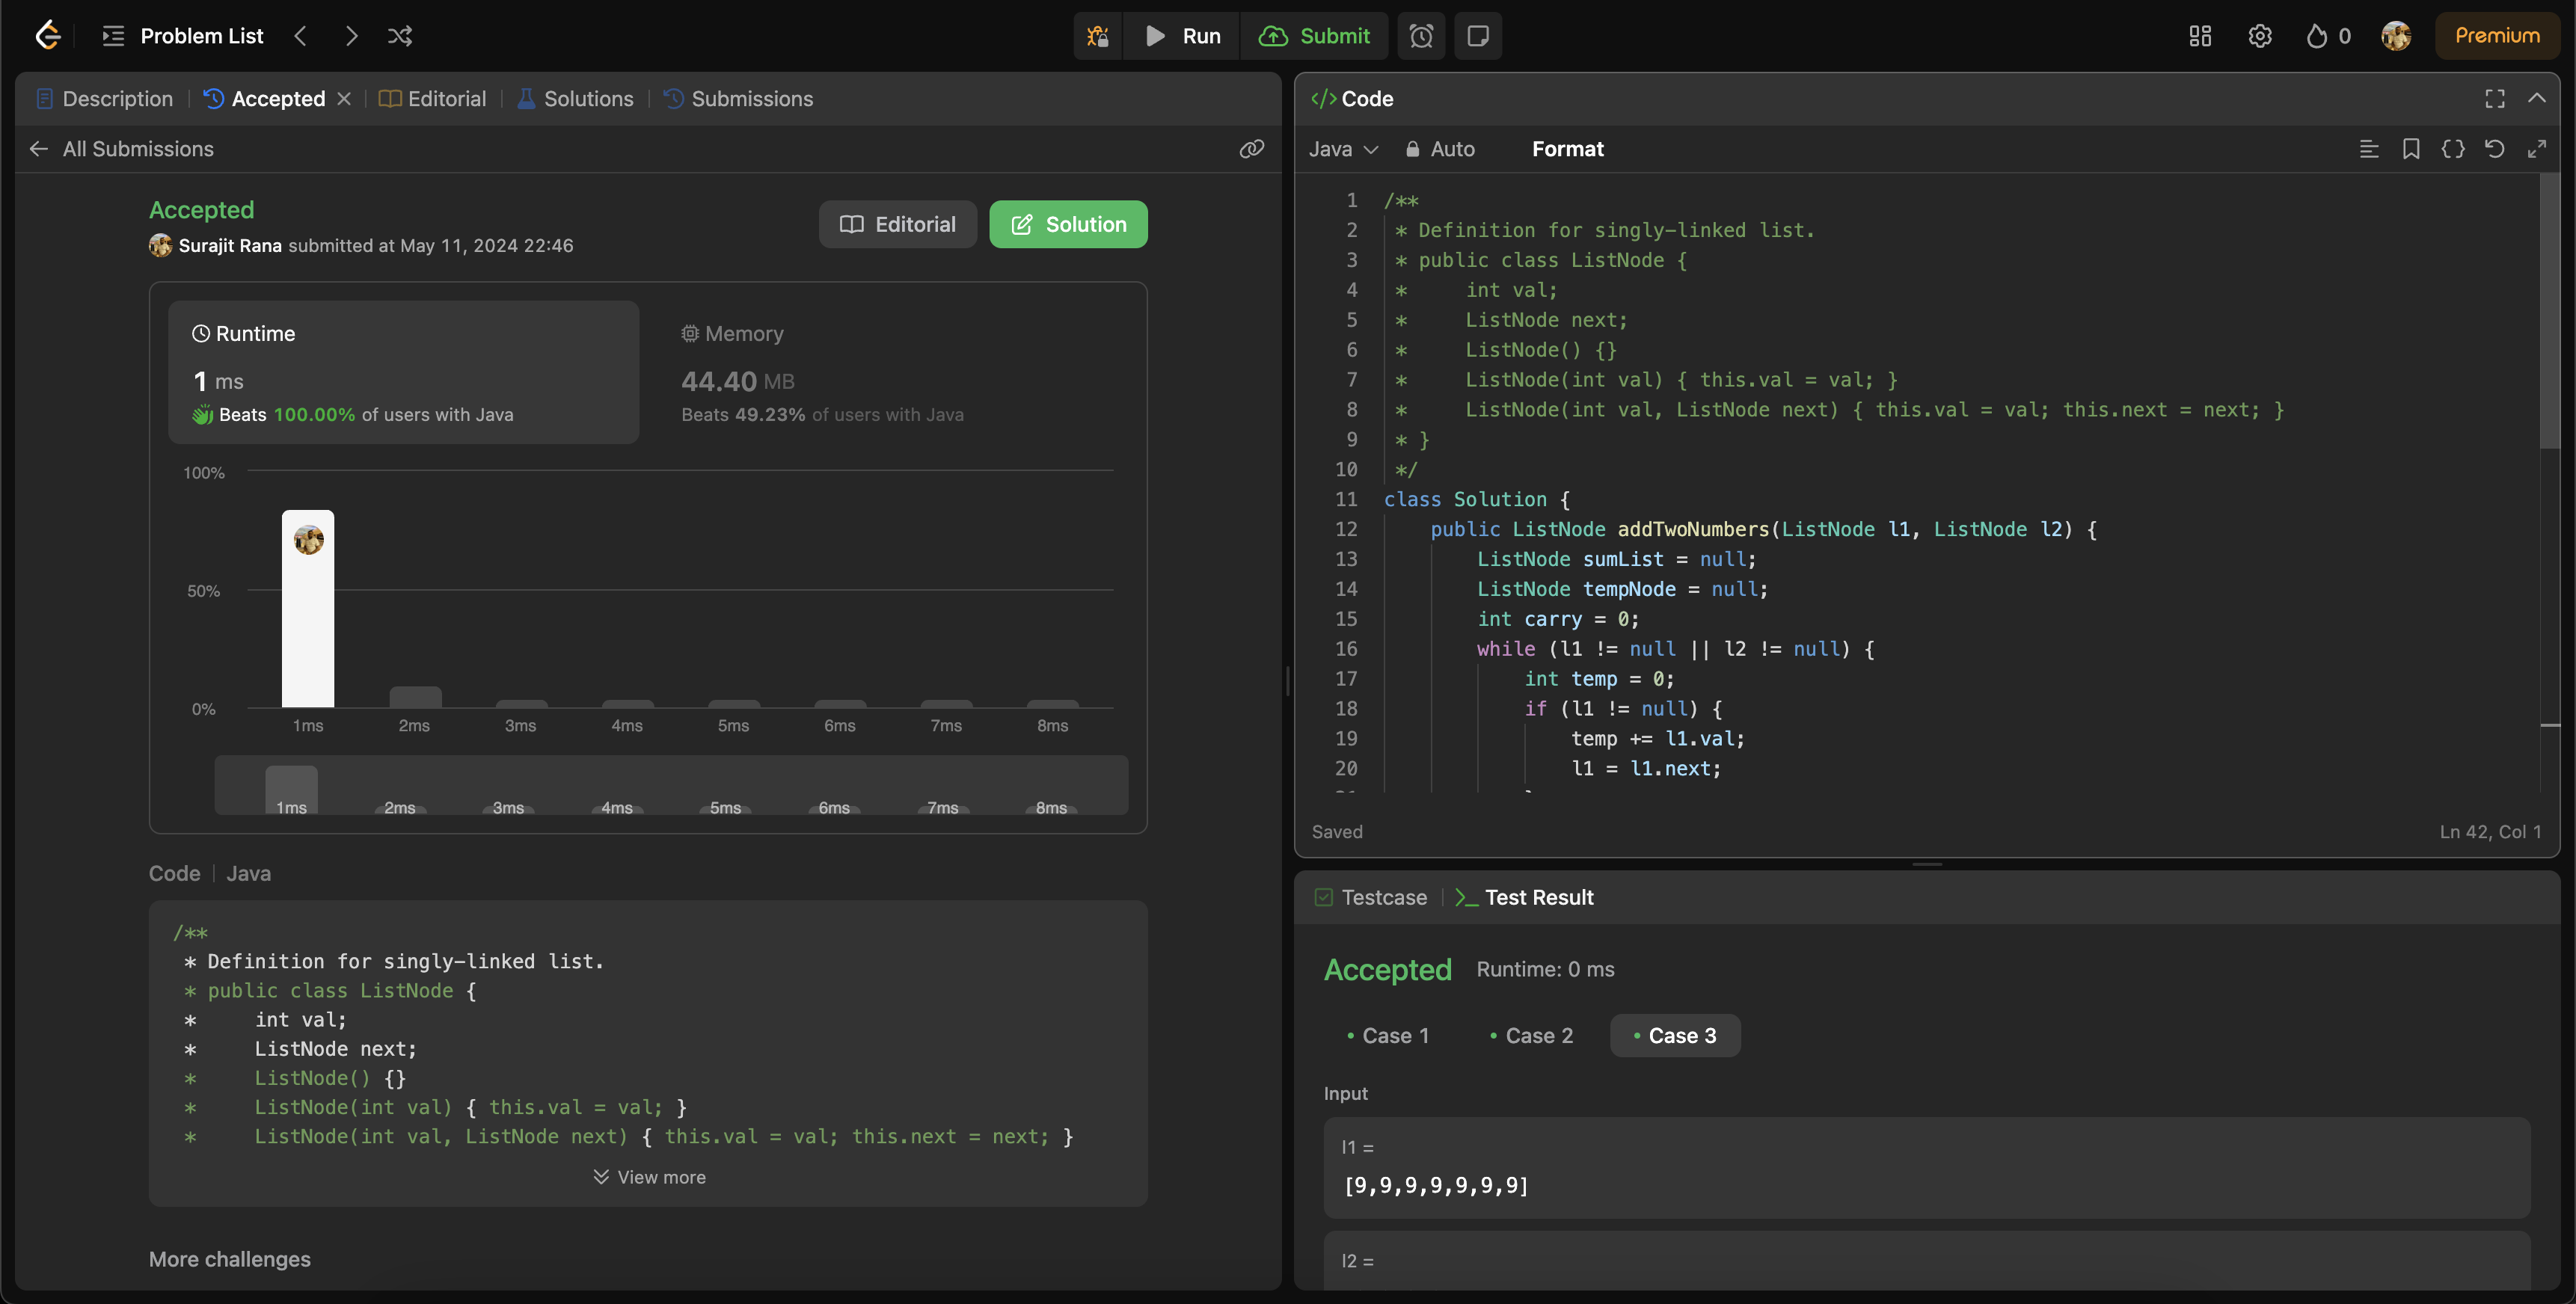 Problem List
Run
Submit
0
Premium
Description
Accepted
Editorial
Solutions
Submissions
All Submissions
Accepted
Surajit Rana submitted at May 11, 2024 22:46
Editorial
Solution
Runtime
1 ms
Beats 100.00% of users with Java
Memory
44.40 MB
Beats 49.23% of users with Java
100%
50%
0%
1ms 2ms 3ms 4ms 5ms 6ms 7ms 8ms
1ms 2ms 3ms 4ms 5ms 6ms 7ms 8ms
Code | Java
/**
 * Definition for singly-linked list.
 * public class ListNode {
 *     int val;
 *     ListNode next;
 *     ListNode() {}
 *     ListNode(int val) { this.val = val; }
 *     ListNode(int val, ListNode next) { this.val = val; this.next = next; }
View more
More challenges
</> Code
Java
Auto
Format
1 /**
2  * Definition for singly-linked list.
3  * public class ListNode {
4  *     int val;
5  *     ListNode next;
6  *     ListNode() {}
7  *     ListNode(int val) { this.val = val; }
8  *     ListNode(int val, ListNode next) { this.val = val; this.next = next; }
9  * }
10  */
11 class Solution {
12     public ListNode addTwoNumbers(ListNode l1, ListNode l2) {
13         ListNode sumList = null;
14         ListNode tempNode = null;
15         int carry = 0;
16         while (l1 != null || l2 != null) {
17             int temp = 0;
18             if (l1 != null) {
19                 temp += l1.val;
20                 l1 = l1.next;
Saved
Ln 42, Col 1
Testcase
Test Result
Accepted
Runtime: 0 ms
Case 1
Case 2
Case 3
Input
l1 =
[9,9,9,9,9,9,9]
l2 =